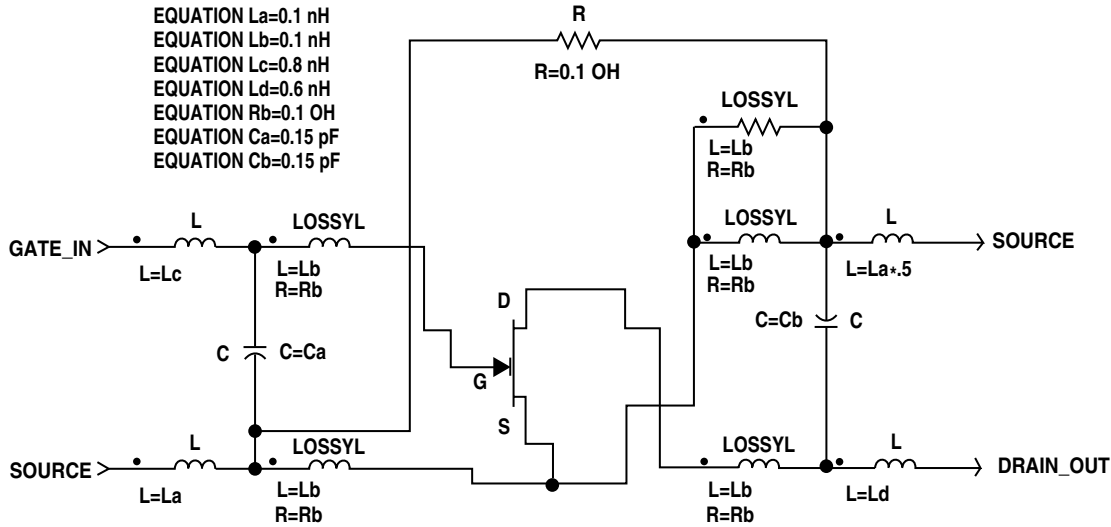 EQUATION La=0.1 nH
EQUATION Lb=0.1 nH
EQUATION Lc=0.8 nH
EQUATION Ld=0.6 nH
EQUATION Rb=0.1 OH
EQUATION Ca=0.15 pF
EQUATION Cb=0.15 pF
R
R=0.1 OH
LOSSYL
L=Lb
R=Rb
GATE_IN
L
L=Lc
LOSSYL
L=Lb
R=Rb
LOSSYL
L=Lb
R=Rb
L
L=La*.5
SOURCE
C
C=Ca
D
G
S
C=Cb
C
SOURCE
L
L=La
LOSSYL
L=Lb
R=Rb
LOSSYL
L=Lb
R=Rb
L
L=Ld
DRAIN_OUT